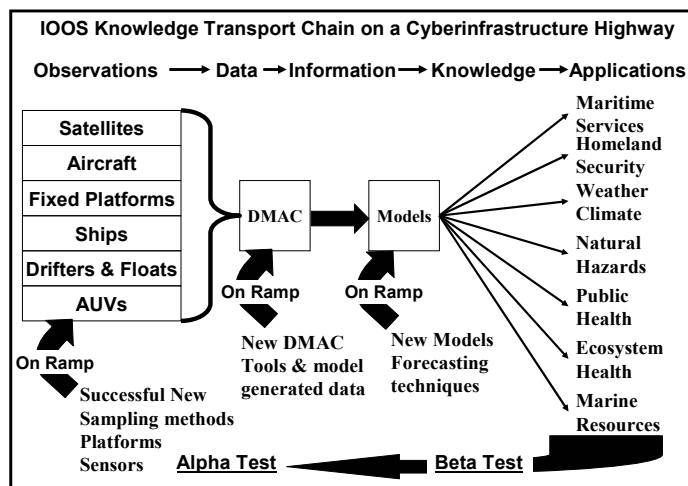 IOOS Knowledge Transport Chain on a Cyberinfrastructure Highway
Observations Data Information Knowledge Applications
Satellites
Aircraft
Fixed Platforms
Ships
Drifters & Floats
AUVs
On Ramp
Successful New
Sampling methods
Platforms
Sensors
DMAC
On Ramp
New DMAC
Tools & model
generated data
Models
On Ramp
New Models
Forecasting
techniques
Maritime
Services
Homeland
Security
Weather
Climate
Natural
Hazards
Public
Health
Ecosystem
Health
Marine
Resources
Alpha Test
Beta Test